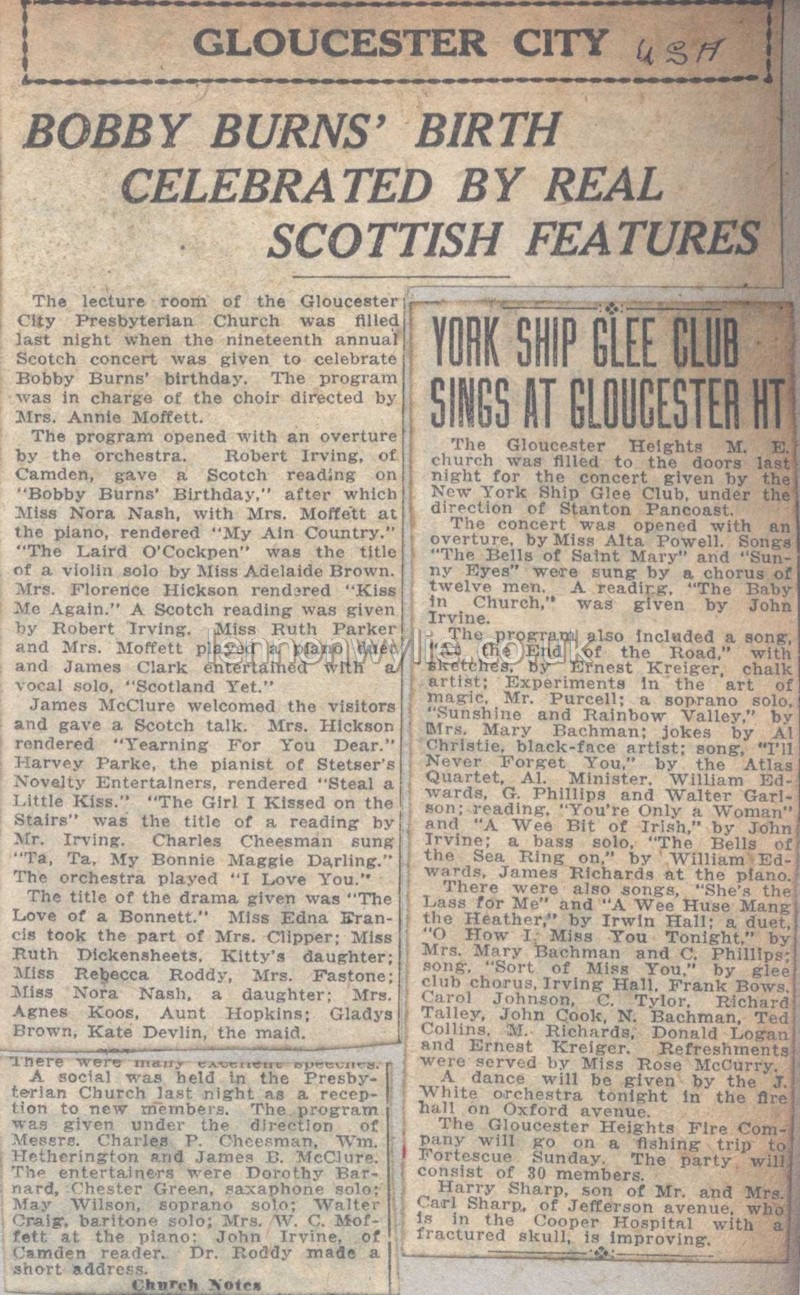 GLOUCESTER CITY USA
BOBBY BURNS' BIRTH
CELEBRATED BY REAL
SCOTTISH FEATURES
The lecture room of the Gloucester
City Presbyterian Church was filled
last night when the nineteenth annual
Scotch concert was given to celebrate
Bobby Burns' birthday. The program
was in charge of the choir directed by
Mrs. Annie Moffett.
The program opened with an overture
by the orchestra. Robert Irving, of
Camden, gave a Scotch reading on
"Bobby Burns' Birthday," after which
Miss Nora Nash, with Mrs. Moffett at
the piano, rendered "My Ain Country."
"The Laird O'Cockpen" was the title
of a violin solo by Miss Adelaide Brown.
Mrs. Florence Hickson rendered "Kiss
Me Again." A Scotch reading was given
by Robert Irving. Miss Ruth Parker
and Mrs. Moffett played a piano duet
and James Clark entertained with a
vocal solo, "Scotland Yet."
James McClure welcomed the visitors
and gave a Scotch talk. Mrs. Hickson
rendered "Yearning For You Dear."
Harvey Parke, the pianist of Stetser's
Novelty Entertainers, rendered "Steal a
Little Kiss." "The Girl I Kissed on the
Stairs" was the title of a reading by
Mr. Irving. Charles Cheesman sung
"Ta, Ta, My Bonnie Maggie Darling."
The orchestra played "I Love You."
The title of the drama given was "The
Love of a Bonnett." Miss Edna Fran-
cis took the part of Mrs. Clipper; Miss
Ruth Dickensheets, Kitty's daughter;
Miss Rebecca Roddy, Mrs. Fastone;
Miss Nora Nash, a daughter; Mrs.
Agnes Koos, Aunt Hopkins; Gladys
Brown, Kate Devlin, the maid.
There were many excellent speeches.
A social was held in the Presby-
terian Church last night as a recep-
tion to new members. The program
was given under the direction of
Messrs. Charles P. Cheesman, Wm.
Hetherington and James B. McClure.
The entertainers were Dorothy Bar-
nard, Chester Green, saxaphone solo;
May Wilson, soprano solo; Walter
Craig, baritone solo; Mrs. W. C. Mof-
fett at the piano; John Irvine, of
Camden reader. Dr. Roddy made a
short address.
Church Notes
YORK SHIP GLEE CLUB
SINGS AT GLOUCESTER HT
The Gloucester Heights M. E.
church was filled to the doors last
night for the concert given by the
New York Ship Glee Club, under the
direction of Stanton Pancoast.
The concert was opened with an
overture, by Miss Alta Powell. Songs
"The Bells of Saint Mary" and "Sun-
ny Eyes" were sung by a chorus of
twelve men. A reading, "The Baby
in Church," was given by John
Irvine.
The program also included a song,
"At the End of the Road," with
sketches, by Ernest Kreiger, chalk
artist; Experiments in the art of
magic, Mr. Purcell; a soprano solo,
"Sunshine and Rainbow Valley," by
Mrs. Mary Bachman; jokes by Al
Christie, black-face artist; song, "I'll
Never Forget You," by the Atlas
Quartet, Al. Minister, William Ed-
wards, G. Phillips and Walter Garl-
son; reading, "You're Only a Woman"
and "A Wee Bit of Irish," by John
Irvine; a bass solo, "The Bells of
the Sea Ring on," by William Ed-
wards, James Richards at the piano.
There were also songs, "She's the
Lass for Me" and "A Wee Huse Mang
the Heather," by Irwin Hall; a duet,
"O How I Miss You Tonight," by
Mrs. Mary Bachman and C. Phillips;
song, "Sort of Miss You," by glee
club chorus, Irving Hall, Frank Bows,
Carol Johnson, C. Tylor, Richard
Talley, John Cook, N. Bachman, Ted
Collins, M. Richards, Donald Logan
and Ernest Kreiger. Refreshments
were served by Miss Rose McCurry.
A dance will be given by the J.
White orchestra tonight in the fire
hall on Oxford avenue.
The Gloucester Heights Fire Com-
pany will go on a fishing trip to
Fortescue Sunday. The party will
consist of 30 members.
Harry Sharp, son of Mr. and Mrs.
Carl Sharp, of Jefferson avenue, who
is in the Cooper Hospital with a
fractured skull, is improving.
lennonwylie.co.uk